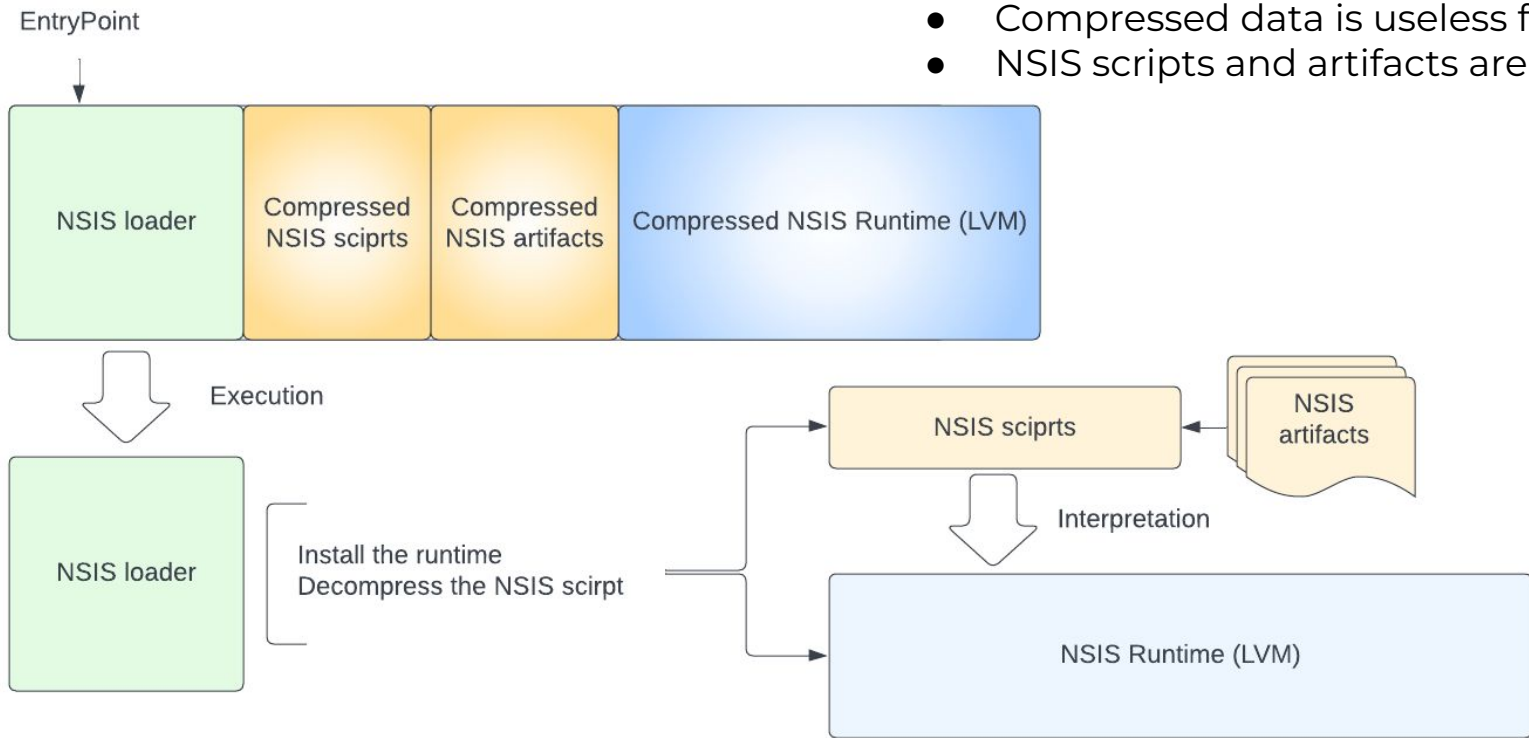 EntryPoint
● Compressed data is useless f
● NSIS scripts and artifacts are
NSIS loader
Compressed
NSIS sciprts
Compressed
NSIS artifacts
Compressed NSIS Runtime (LVM)
Execution
NSIS sciprts
NSIS
artifacts
NSIS loader
Install the runtime
Decompress the NSIS scirpt
Interpretation
NSIS Runtime (LVM)